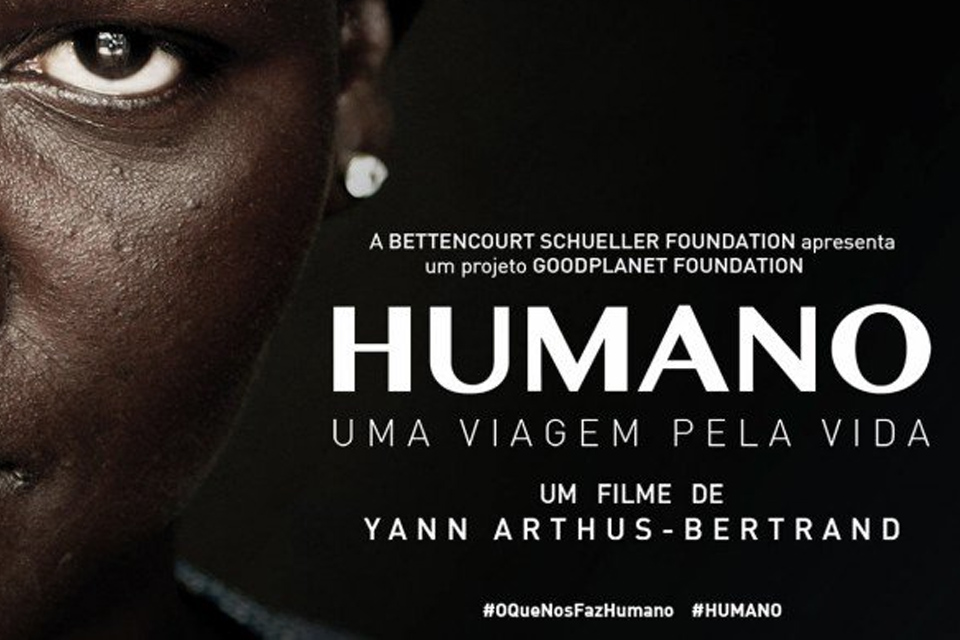 A BETTENCOURT SCHUELLER FOUNDATION apresenta
um projeto GOODPLANET FOUNDATION
HUMANO
UMA VIAGEM PELA VIDA
UM FILME DE
YANN ARTHUS-BERTRAND
#OQueNosFazHumano #HUMANO